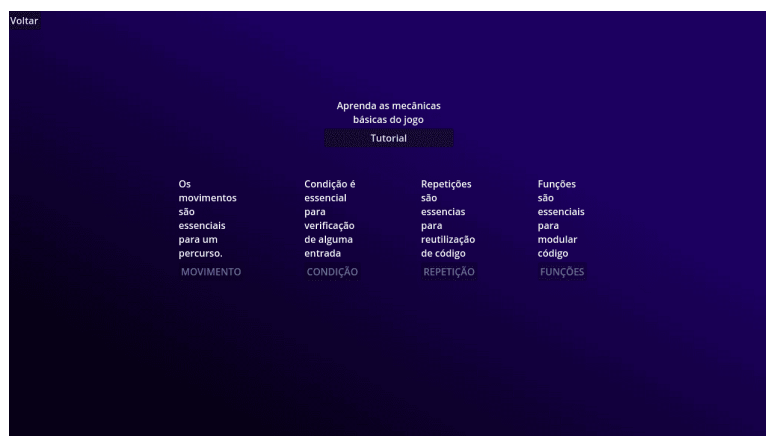 Voltar
Aprenda as mecânicas
básicas do jogo
Tutorial
Os
movimentos
são
essenciais
para um
percurso.
MOVIMENTO
Condição é
essencial
para
verificação
de alguma
entrada
CONDIÇÃO
Repetições
são
essencias
para
reutilização
de código
REPETIÇÃO
Funções
são
essenciais
para
modular
código
FUNÇÕES